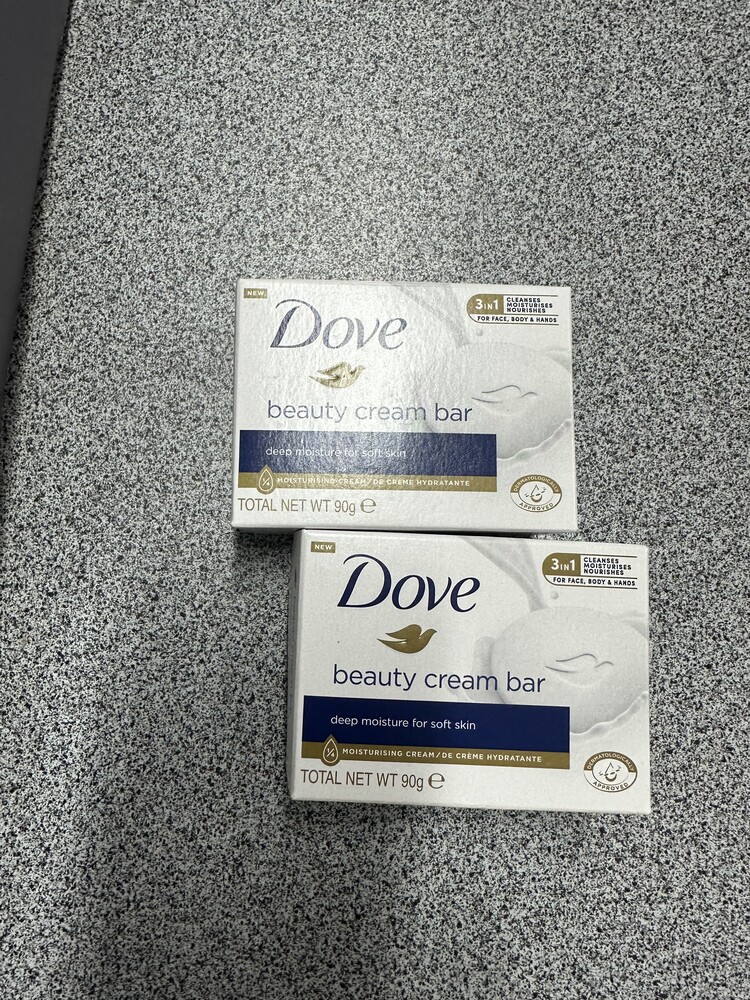 NEW
Dove
3 IN 1 CLEANSES
MOISTURISES
NOURISHES
FOR FACE, BODY & HANDS
beauty cream bar
deep moisture for soft skin
¼ MOISTURISING CREAM/DE CRÈME HYDRATANTE
TOTAL NET WT 90g ℮
DERMATOLOGICALLY
APPROVED
NEW
Dove
3 IN 1 CLEANSES
MOISTURISES
NOURISHES
FOR FACE, BODY & HANDS
beauty cream bar
deep moisture for soft skin
¼ MOISTURISING CREAM/DE CRÈME HYDRATANTE
TOTAL NET WT 90g ℮
DERMATOLOGICALLY
APPROVED